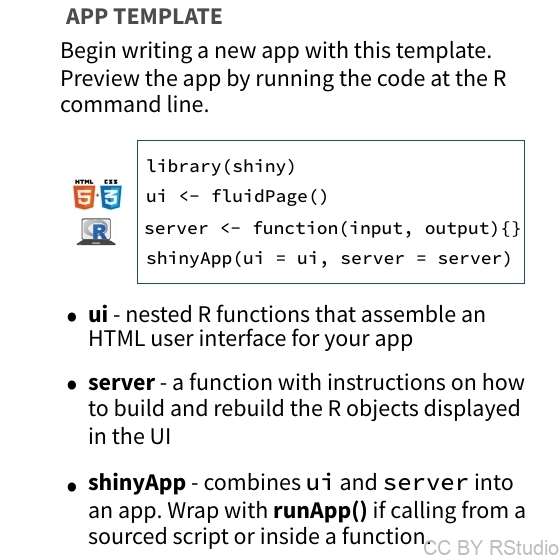 APP TEMPLATE
Begin writing a new app with this template.
Preview the app by running the code at the R
command line.
library(shiny)
HTML CSS
5 3
ui <- fluidPage()
R
server <- function(input, output){}
shinyApp(ui = ui, server = server)
• ui - nested R functions that assemble an
HTML user interface for your app
• server - a function with instructions on how
to build and rebuild the R objects displayed
in the UI
• shinyApp - combines ui and server into
an app. Wrap with runApp() if calling from a
sourced script or inside a function.
CC BY RStudio